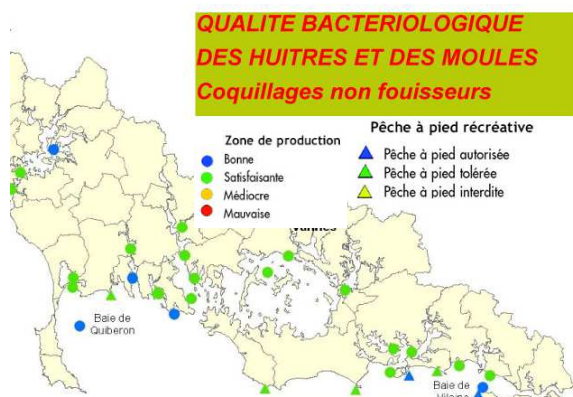 QUALITE BACTERIOLOGIQUE
DES HUITRES ET DES MOULES
Coquillages non fouisseurs
Zone de production
Bonne
Satisfaisante
Médiocre
Mauvaise
Pêche à pied récréative
Pêche à pied autorisée
Pêche à pied tolérée
Pêche à pied interdite
Vannes
Baie de
Quiberon
Baie de
Vilaine